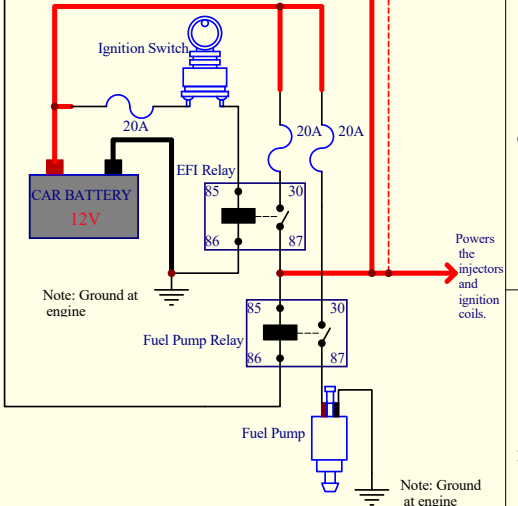 Ignition Switch
20A
20A
20A
EFI Relay
85
30
86
87
CAR BATTERY
12V
Note: Ground at
engine
Powers
the
injectors
and
ignition
coils.
85
30
Fuel Pump Relay
86
87
Fuel Pump
Note: Ground
at engine